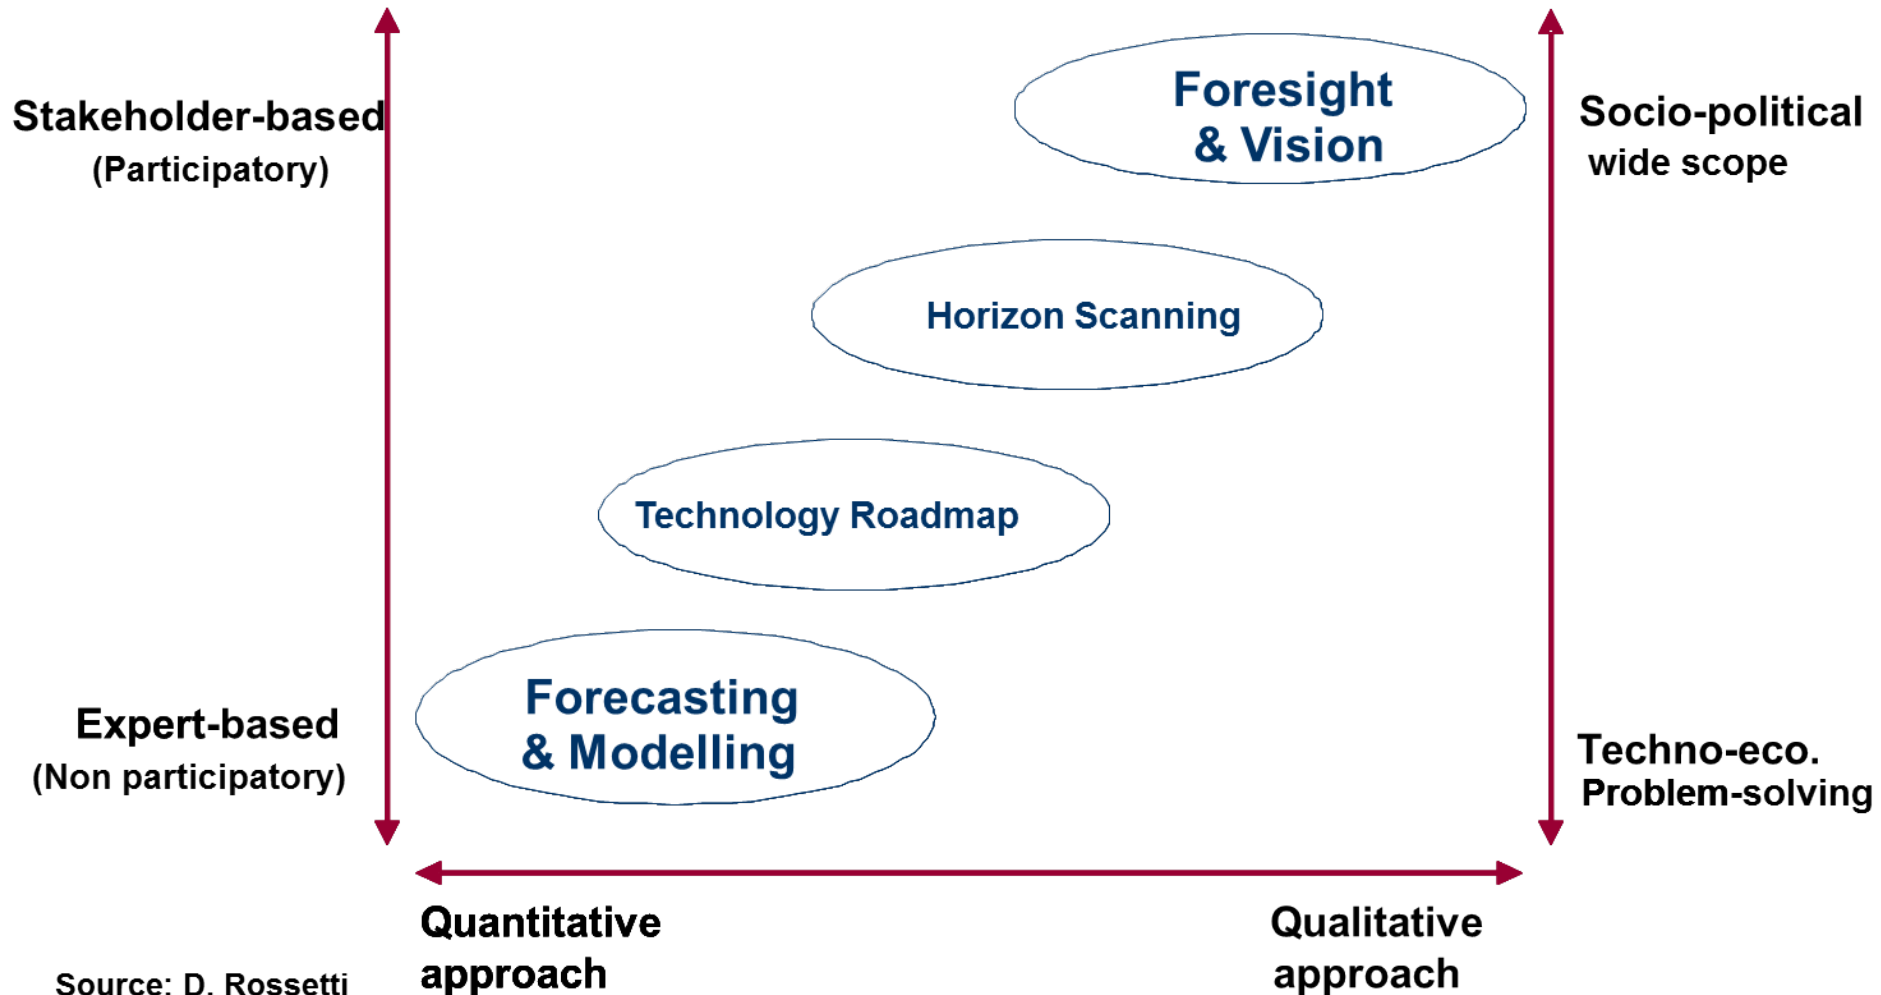 Stakeholder-based
(Participatory)
Foresight
& Vision
Socio-political
wide scope
Horizon Scanning
Technology Roadmap
Forecasting
& Modelling
Expert-based
(Non participatory)
Techno-eco.
Problem-solving
Quantitative
approach
Qualitative
approach
Source: D. Rossetti